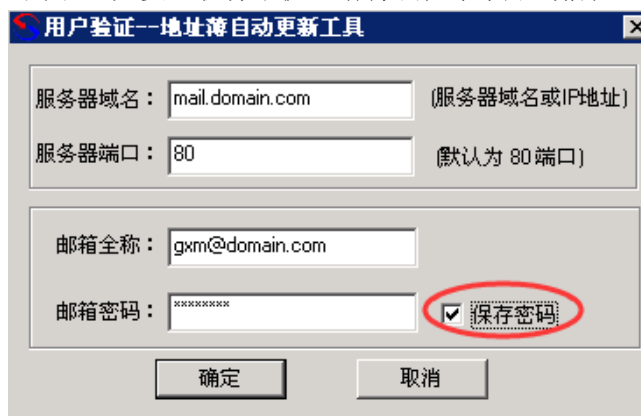 用户验证--地址薄自动更新工具
服务器域名: mail.domain.com (服务器域名或IP地址)
服务器端口: 80 (默认为 80端口)
邮箱全称: gxm@domain.com
邮箱密码: ******** 保存密码
确定 取消